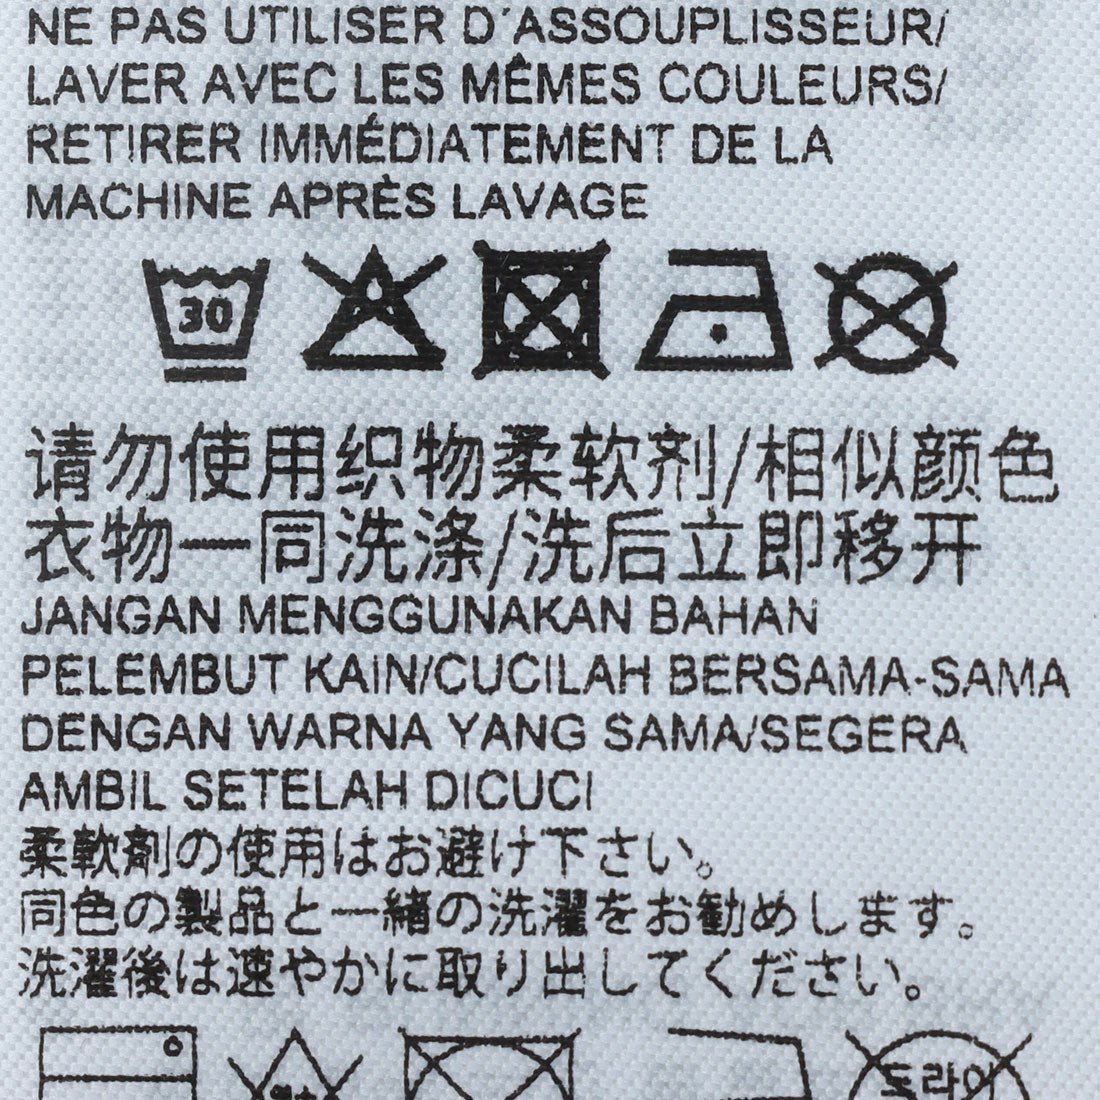 NE PAS UTILISER D'ASSOUPLISSEUR/
LAVER AVEC LES MÊMES COULEURS/
RETIRER IMMÉDIATEMENT DE LA
MACHINE APRÈS LAVAGE
30
请勿使用织物柔软剂/相似颜色
衣物一同洗涤/洗后立即移开
JANGAN MENGGUNAKAN BAHAN
PELEMBUT KAIN/CUCILAH BERSAMA-SAMA
DENGAN WARNA YANG SAMA/SEGERA
AMBIL SETELAH DICUCI
柔軟剤の使用はお避け下さい。
同色の製品と一緒の洗濯をお勧めします。
洗濯後は速やかに取り出してください。
드라이